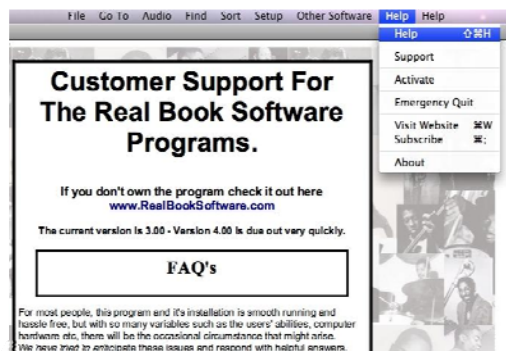 File Go To Audio Find Sort Setup Other Software Help Help
Help ⇧⌘H
Support
Activate
Emergency Quit
Visit Website ⌘W
Subscribe ⌘;
About
Customer Support For
The Real Book Software
Programs.
If you don't own the program check it out here
www.RealBookSoftware.com
The current version is 3.00 - Version 4.00 is due out very quickly.
FAQ's
For most people, this program and it's installation is smooth running and
hassle free, but with so many variables such as the users' abilities, computer
hardware etc, there will be the occasional circumstance that might arise.
We have tried to anticipate these issues and respond with helpful answers.